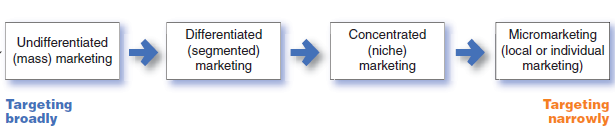 Undifferentiated
(mass) marketing
Differentiated
(segmented)
marketing
Concentrated
(niche)
marketing
Micromarketing
(local or individual
marketing)
Targeting
broadly
Targeting
narrowly